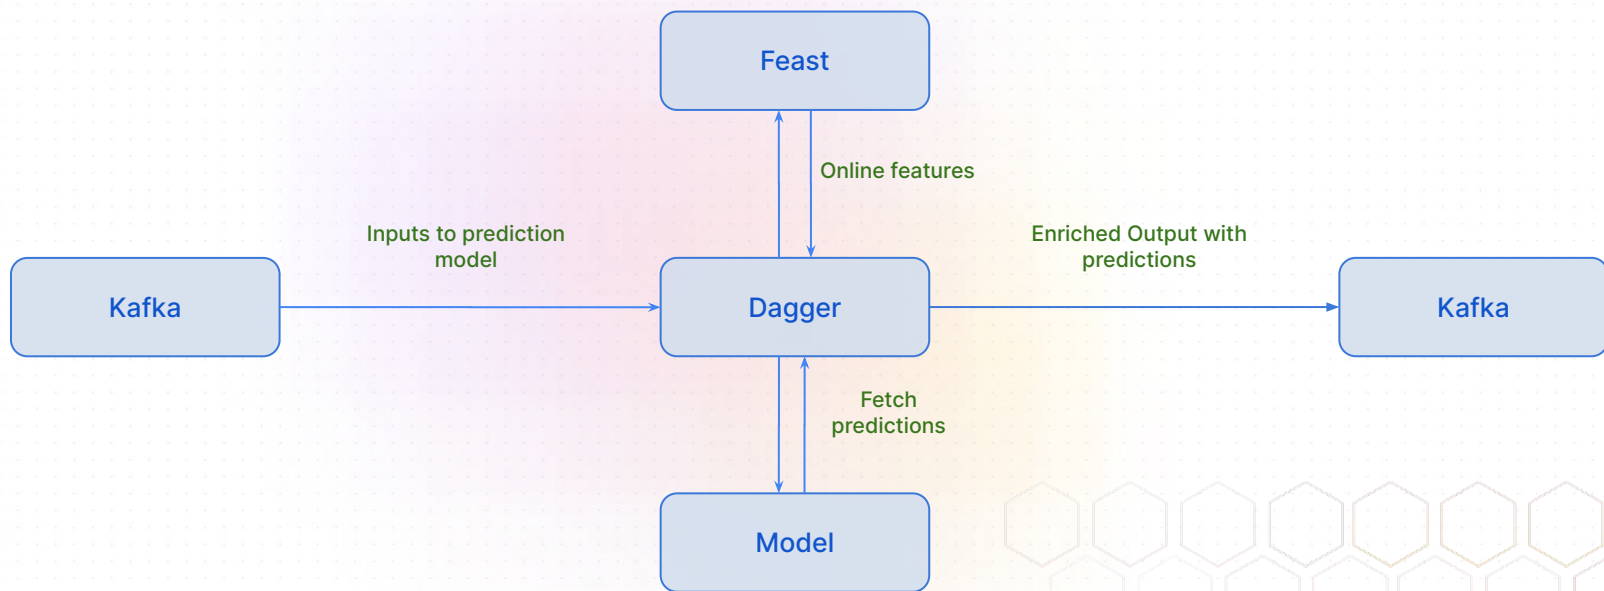 Feast
Online features
Inputs to prediction
model
Enriched Output with
predictions
Kafka
Dagger
Kafka
Fetch
predictions
Model